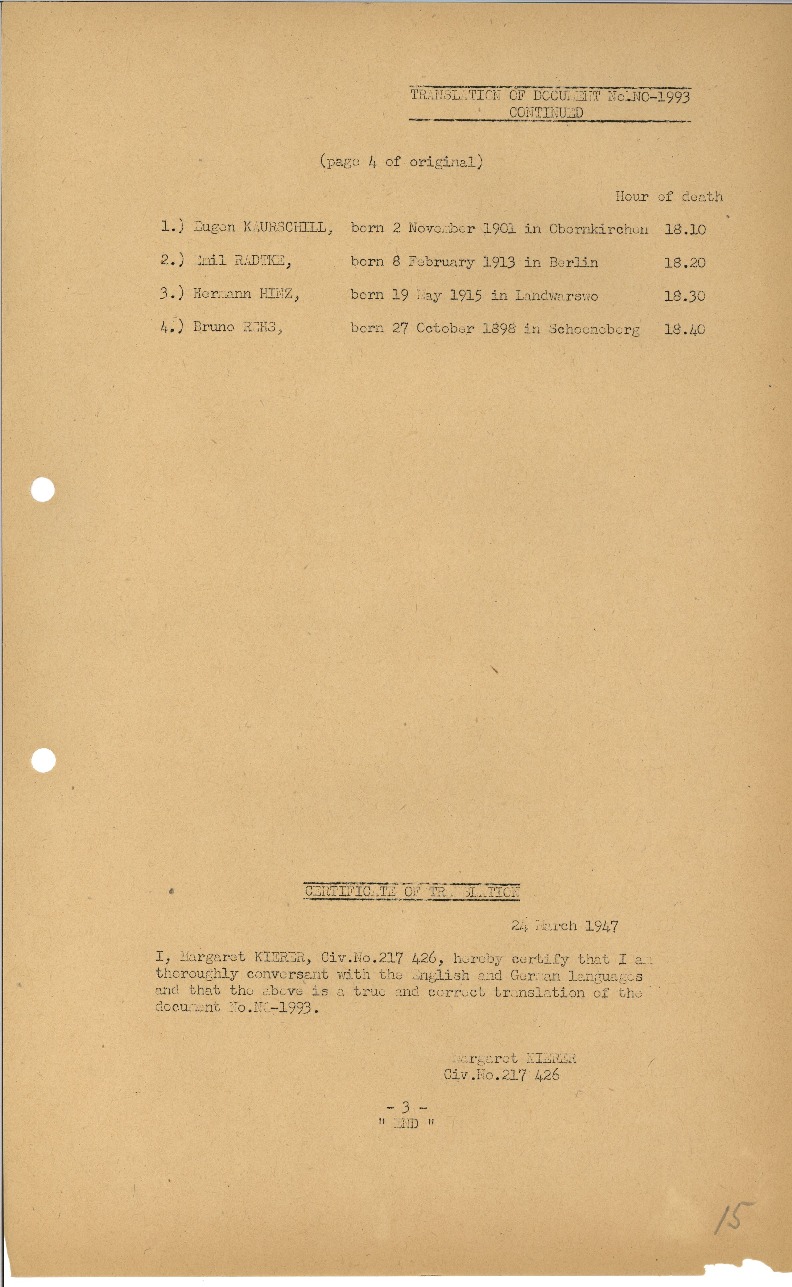 TRANSLATION OF DOCUMENT No.NO-1993
CONTINUED
(page 4 of original)
Hour of death
1.) Eugen KAURSCHILL, born 2 November 1901 in Obernkirchen 18.10
2.) Emil RADTKE, born 8 February 1913 in Berlin 18.20
3.) Hermann HINZ, born 19 May 1915 in Landwarswo 18.30
4.) Bruno REHS, born 27 October 1898 in Schoeneberg 18.40
CERTIFICATE OF TRANSLATION
24 March 1947
I, Margaret KIERER, Civ.No.217 426, hereby certify that I am
thoroughly conversant with the English and German languages
and that the above is a true and correct translation of the
document No.NO-1993.
Margaret KIERER
Civ.No.217 426
- 3 -
" END "
15